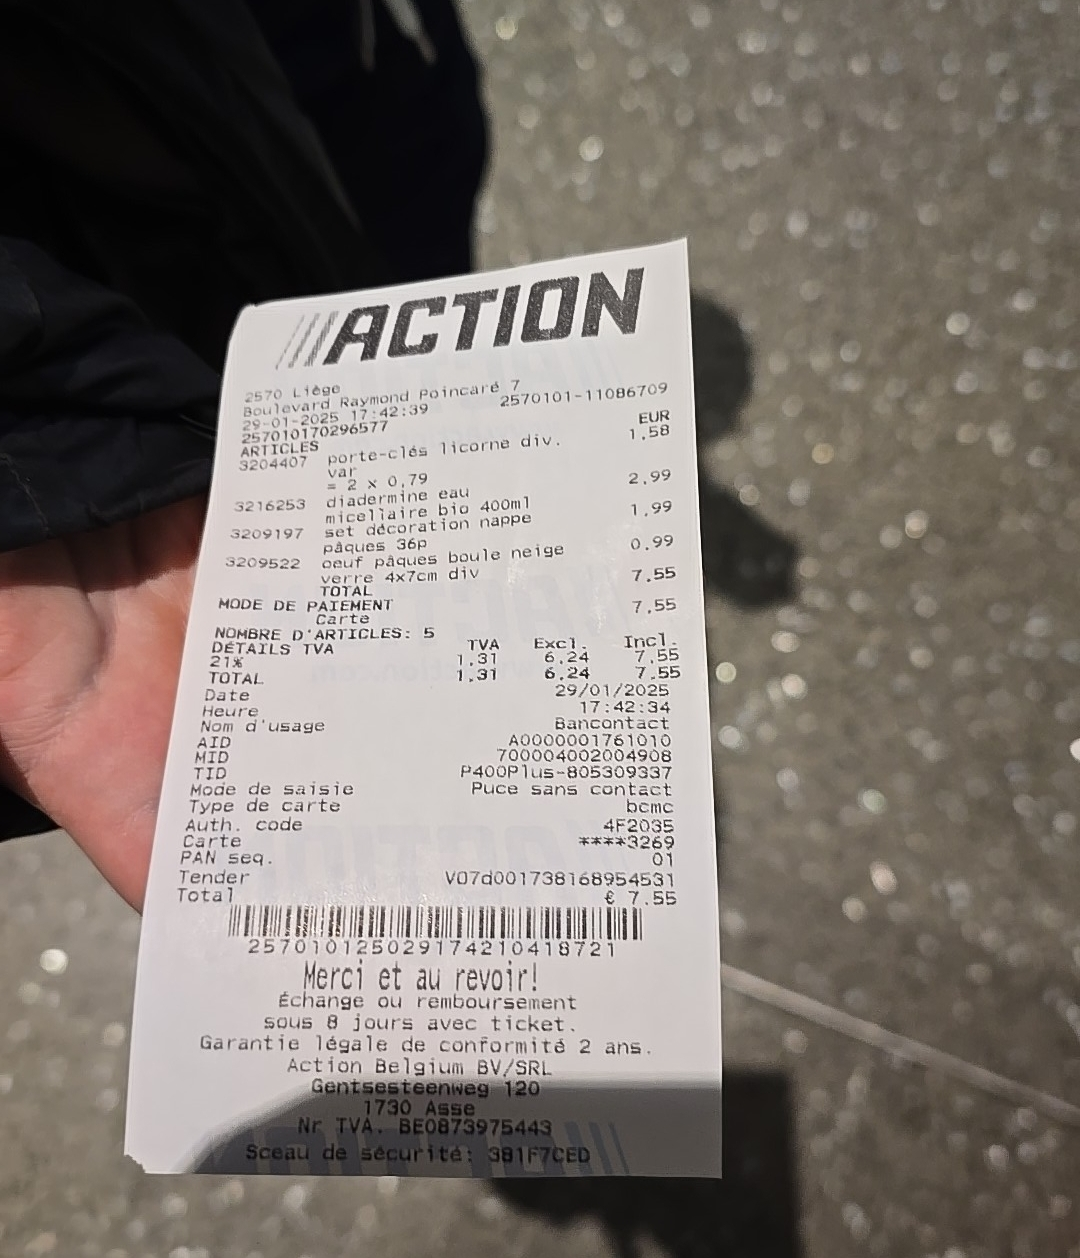 ACTION
2570 Liège
Boulevard Raymond Poincaré 7
29-01-2025 17:42:39 2570101-11086709
257010170296577
EUR
ARTICLES
3204407 porte-clés licorne div. 1,58
var
= 2 x 0,79
3216253 diadermine eau 2,99
micellaire bio 400ml
3209197 set décoration nappe 1,99
pâques 36p
3209522 oeuf pâques boule neige 0,99
verre 4x7cm div
TOTAL 7,55
MODE DE PAIEMENT
Carte 7,55
NOMBRE D'ARTICLES: 5
DÉTAILS TVA TVA Excl. Incl.
21% 1,31 6,24 7,55
TOTAL 1,31 6,24 7,55
Date 29/01/2025
Heure 17:42:34
Nom d'usage Bancontact
AID A0000001761010
MID 700004002004908
TID P400Plus-805309337
Mode de saisie Puce sans contact
Type de carte bcmc
Auth. code 4F2035
Carte ****3269
PAN seq. 01
Tender V07d001738168954531
Total € 7.55
257010125029174210418721
Merci et au revoir!
Échange ou remboursement
sous 8 jours avec ticket.
Garantie légale de conformité 2 ans.
Action Belgium BV/SRL
Gentsesteenweg 120
1730 Asse
Nr TVA. BE0873975443
Sceau de sécurité: 381F7CED